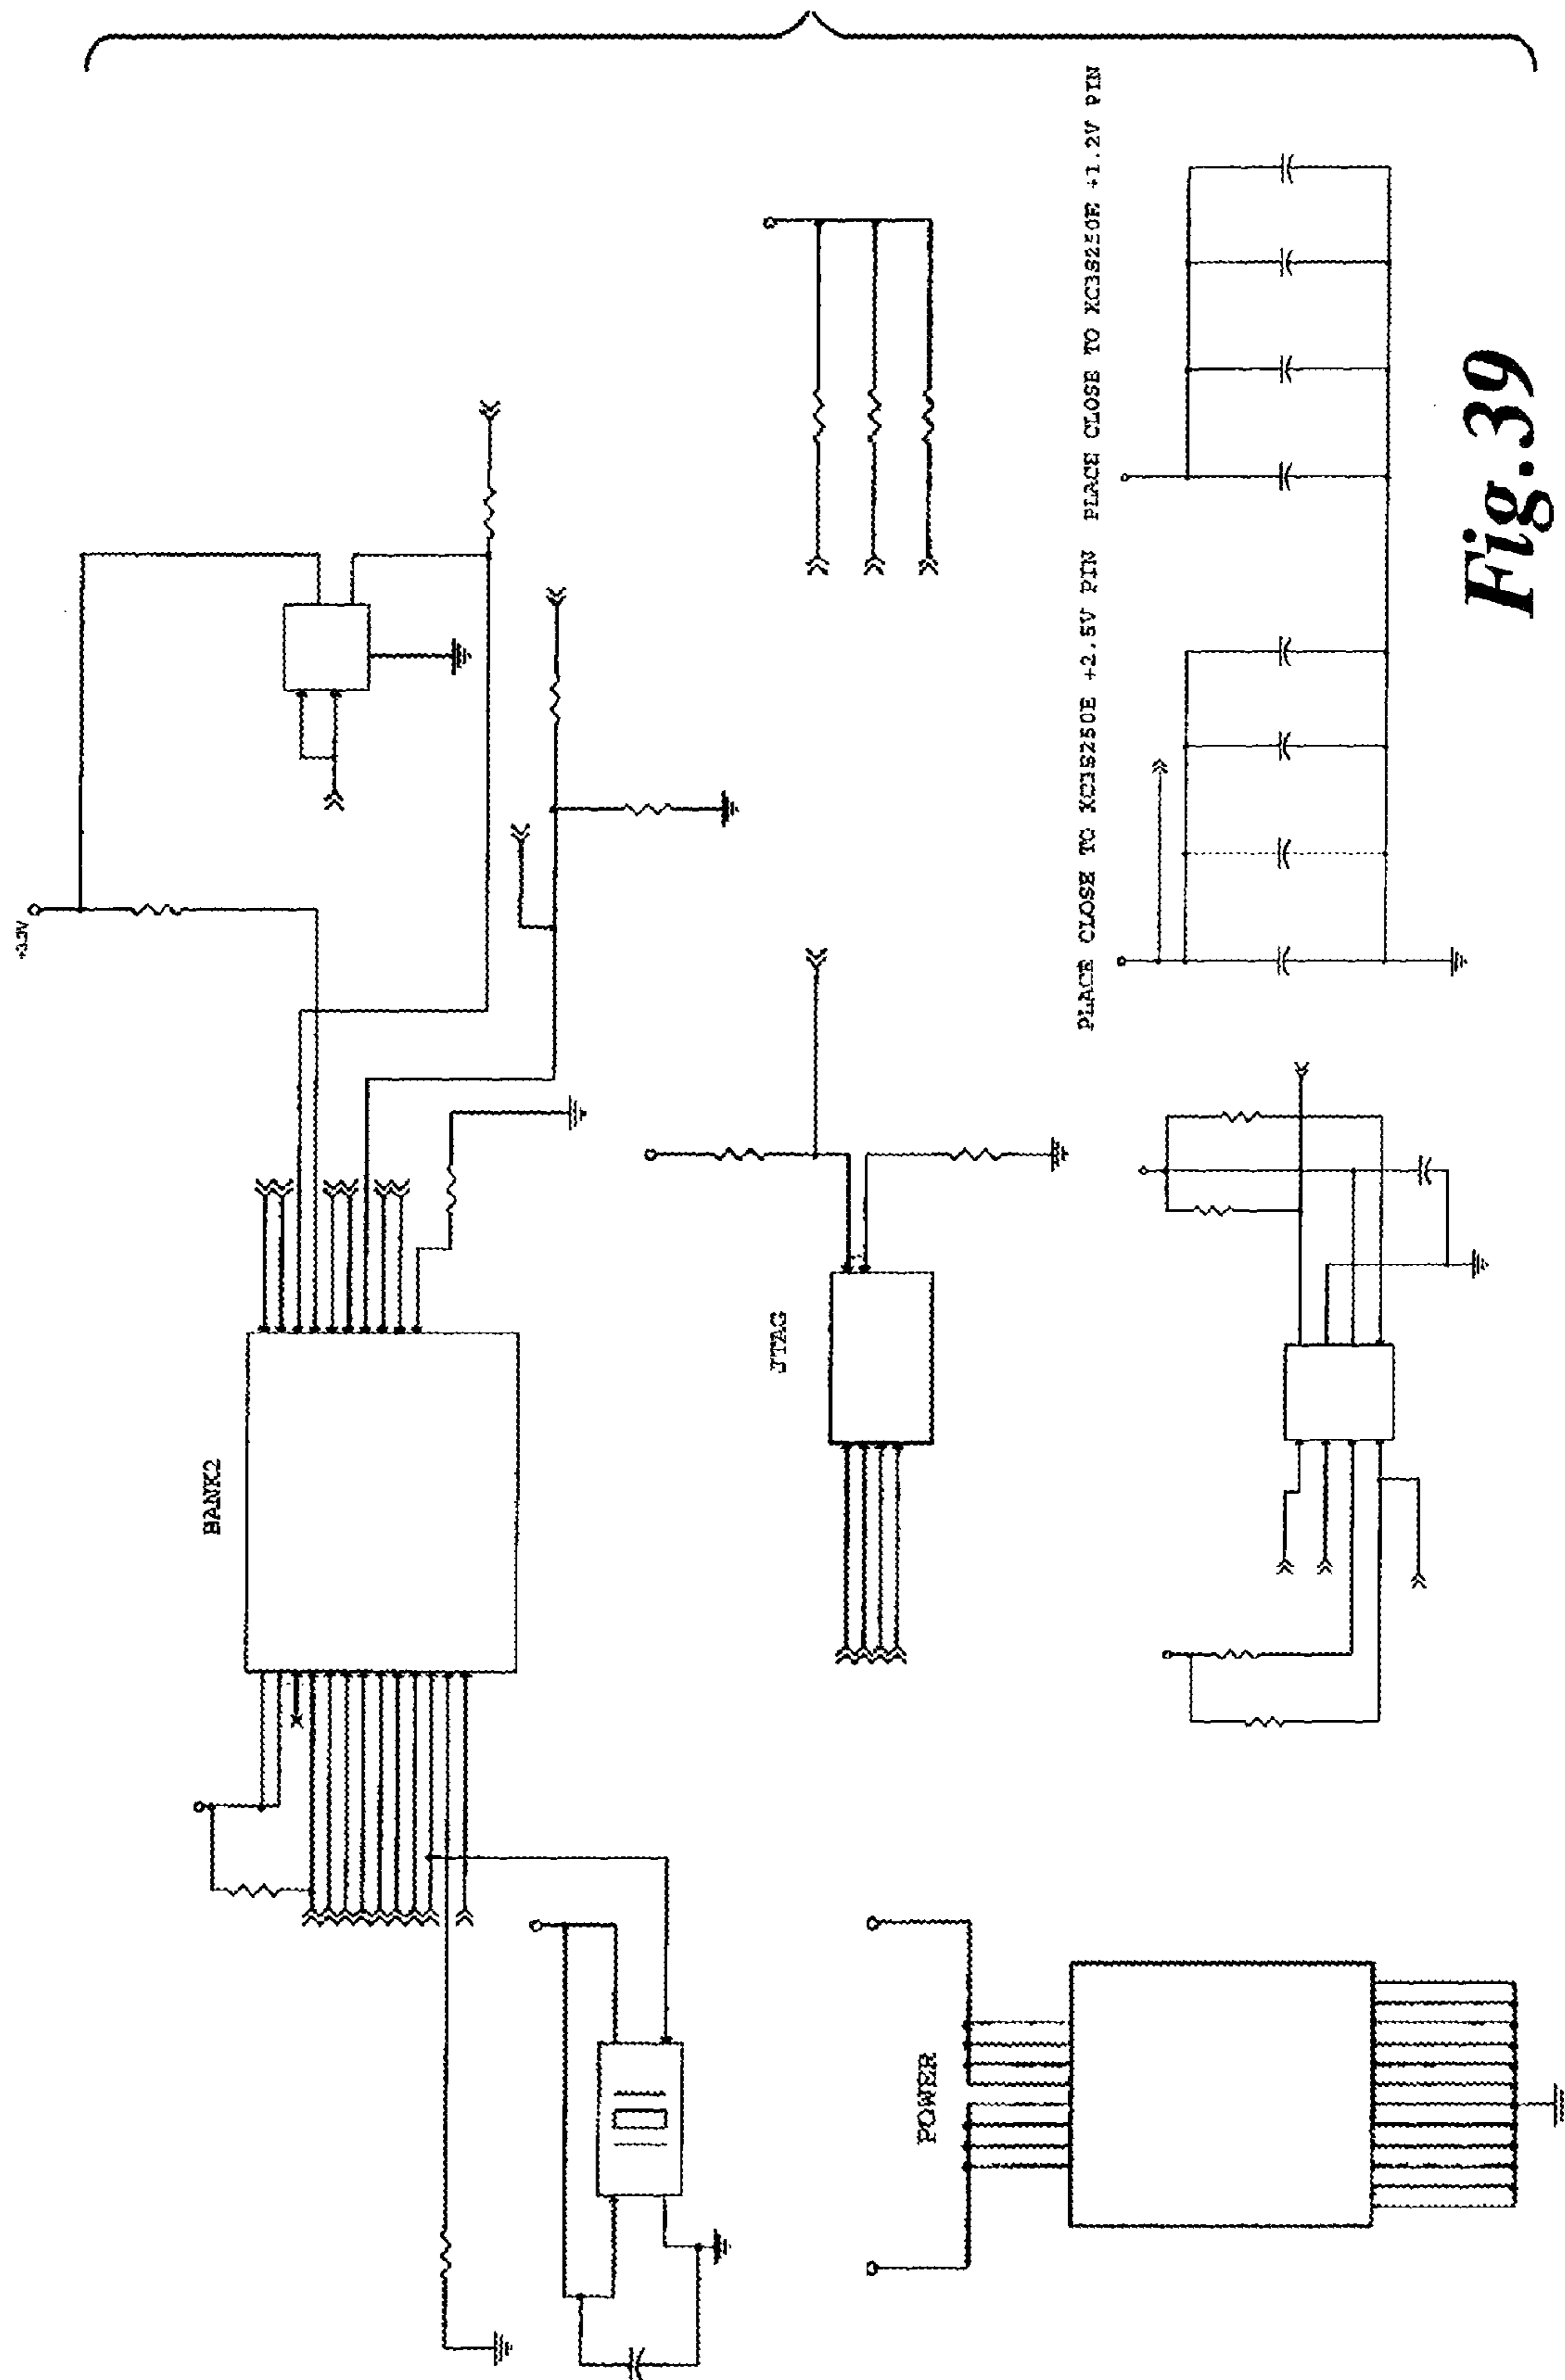 +3.3V
BANK2
JTAG
POWER
PLACE CLOSE TO XC3S250E +2.5V PIN
PLACE CLOSE TO XC3S250E +1.2V PIN
Fig.39